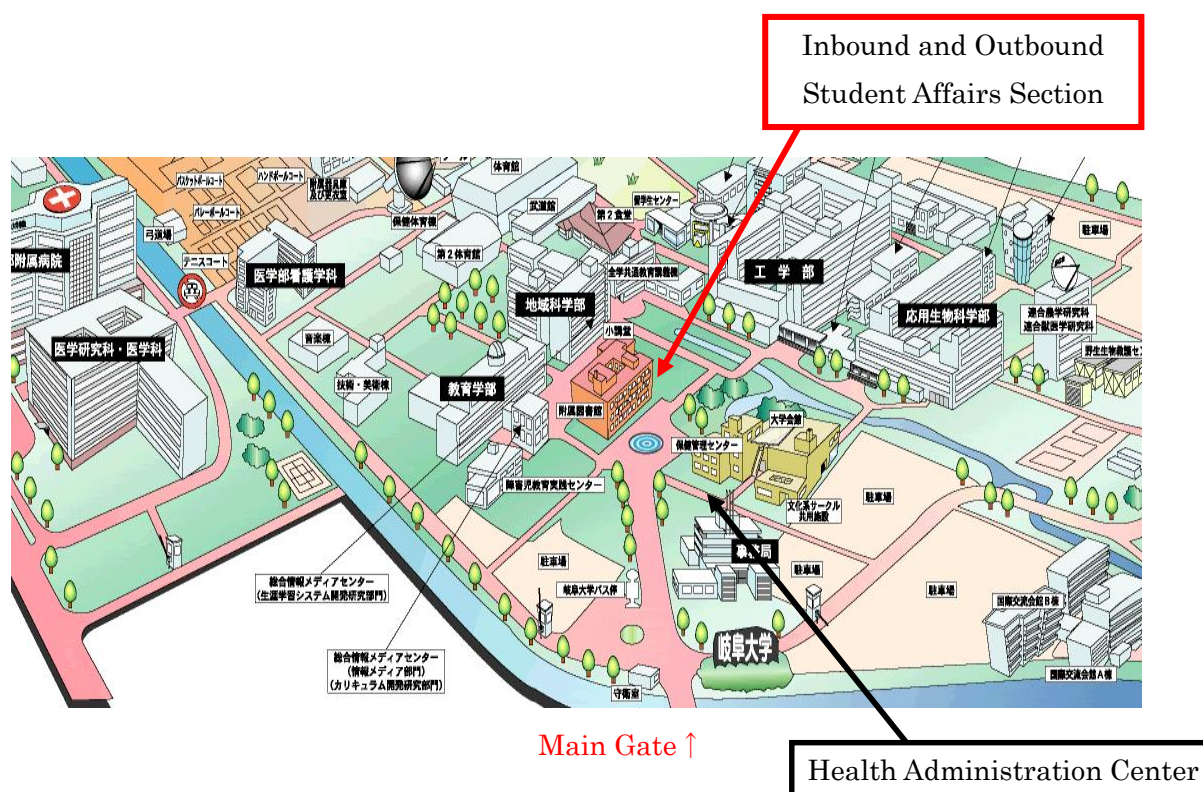 Inbound and Outbound
Student Affairs Section
体育館
バスケットボールコート
ハンドボールコート
附属器具庫
及び更衣室
バレーボールコート
保健体育棟
武道館
第2食堂
留学生センター
弓道場
テニスコート
部附属病院
医学部看護学科
第2体育館
全学共通教育講義棟
工学部
駐車場
地域科学部
応用生物科学部
連合農学研究科
連合獣医学研究科
小講堂
野生生物救護セン
医学研究科・医学科
音楽棟
技術・美術棟
教育学部
附属図書館
大学会館
保健管理センター
障害児教育実践センター
駐車場
文化系サークル
共用施設
事務局
駐車場
駐車場
駐車場
総合情報メディアセンター
(生涯学習システム開発研究部門)
岐阜大学バス停
国際交流会館B棟
岐阜大学
総合情報メディアセンター
(情報メディア部門)
(カリキュラム開発研究部門)
守衛室
国際交流会館A棟
Main Gate ↑
Health Administration Center